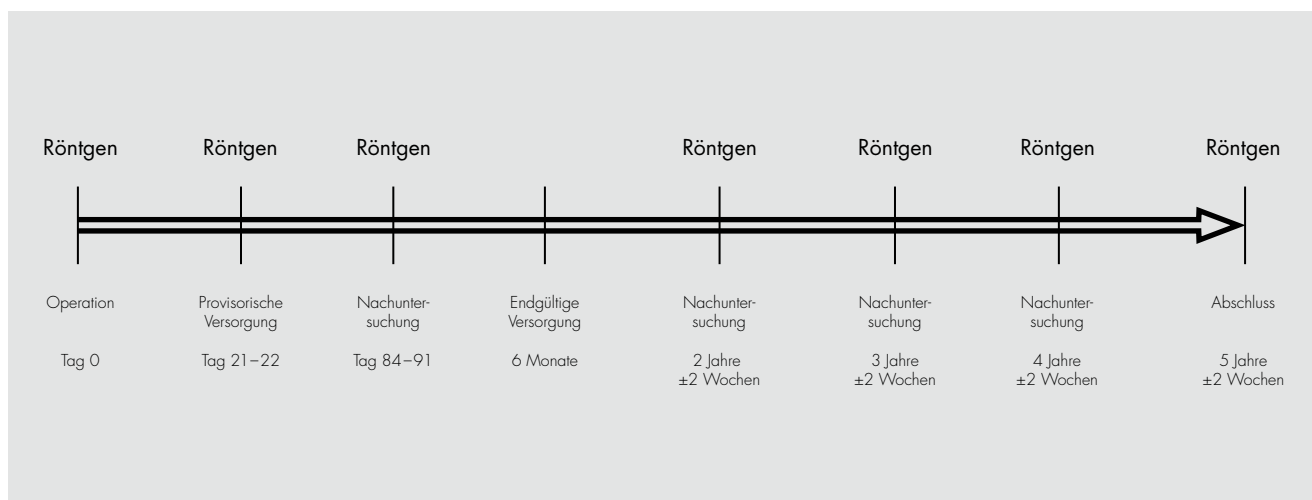 Röntgen Röntgen Röntgen Röntgen Röntgen Röntgen Röntgen
Operation
Tag 0
Provisorische
Versorgung
Tag 21–22
Nachunter-
suchung
Tag 84–91
Endgültige
Versorgung
6 Monate
Nachunter-
suchung
2 Jahre
±2 Wochen
Nachunter-
suchung
3 Jahre
±2 Wochen
Nachunter-
suchung
4 Jahre
±2 Wochen
Abschluss
5 Jahre
±2 Wochen